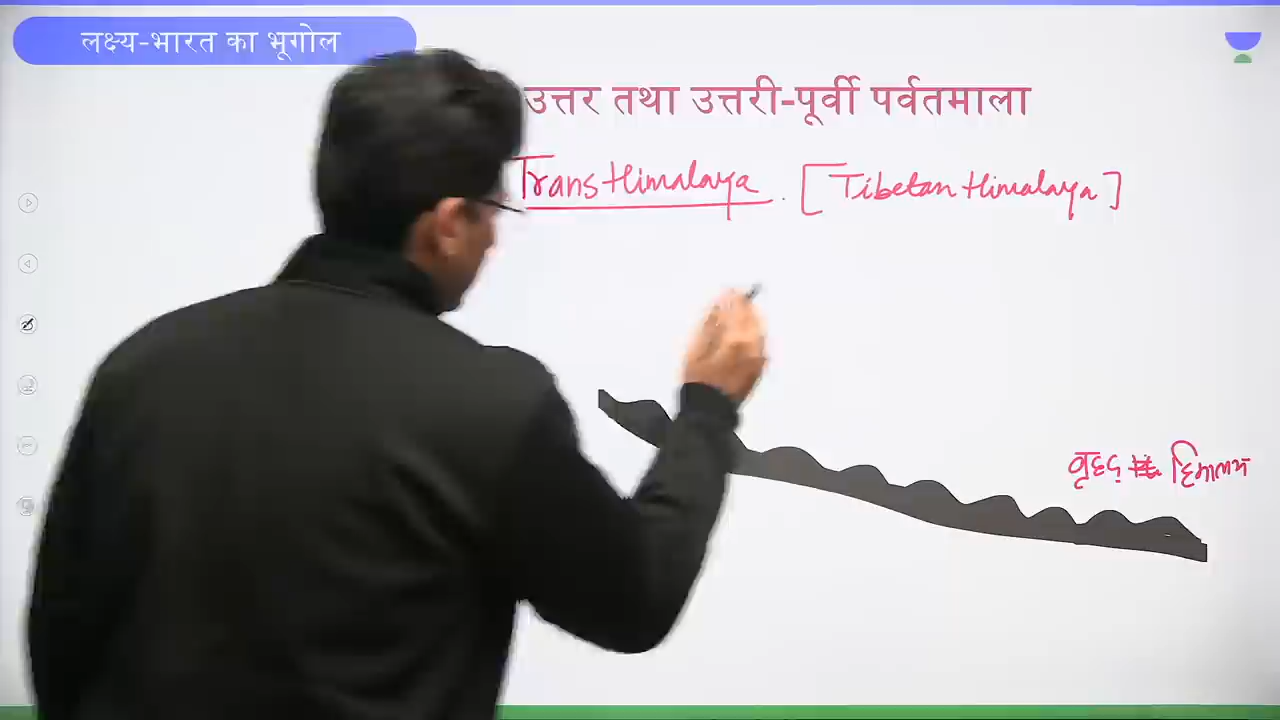 लक्ष्य-भारत का भूगोल
उत्तर तथा उत्तरी-पूर्वी पर्वतमाला
Trans Himalaya . [Tibetan Himalaya]
वृहद हिमालय